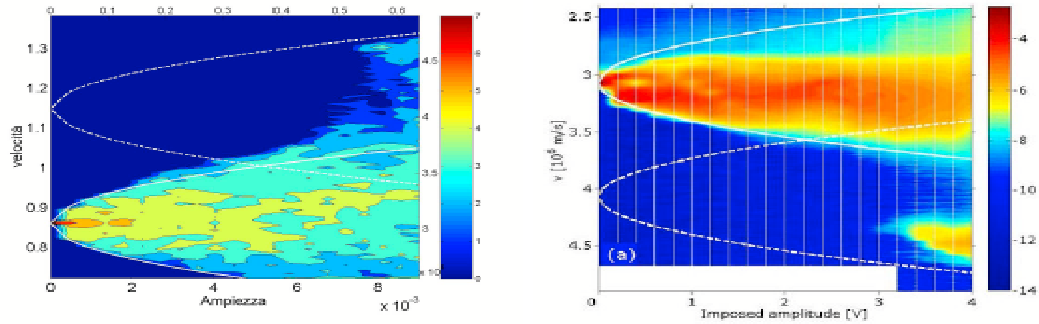 0 0.1 0.2 0.3 0.4 0.5 0.6
1.3
1.2
1.1
1
0.9
0.8
velocità
0 2 4 6 8
Ampiezza
x 10⁻³
7
6
5
4
3
2
1
0
4.5
4
3.5
3
x 10
2.5
3
3.5
4
4.5
v [10⁶ m/s]
(a)
0 1 2 3 4
Imposed amplitude [V]
-4
-6
-8
-10
-12
-14